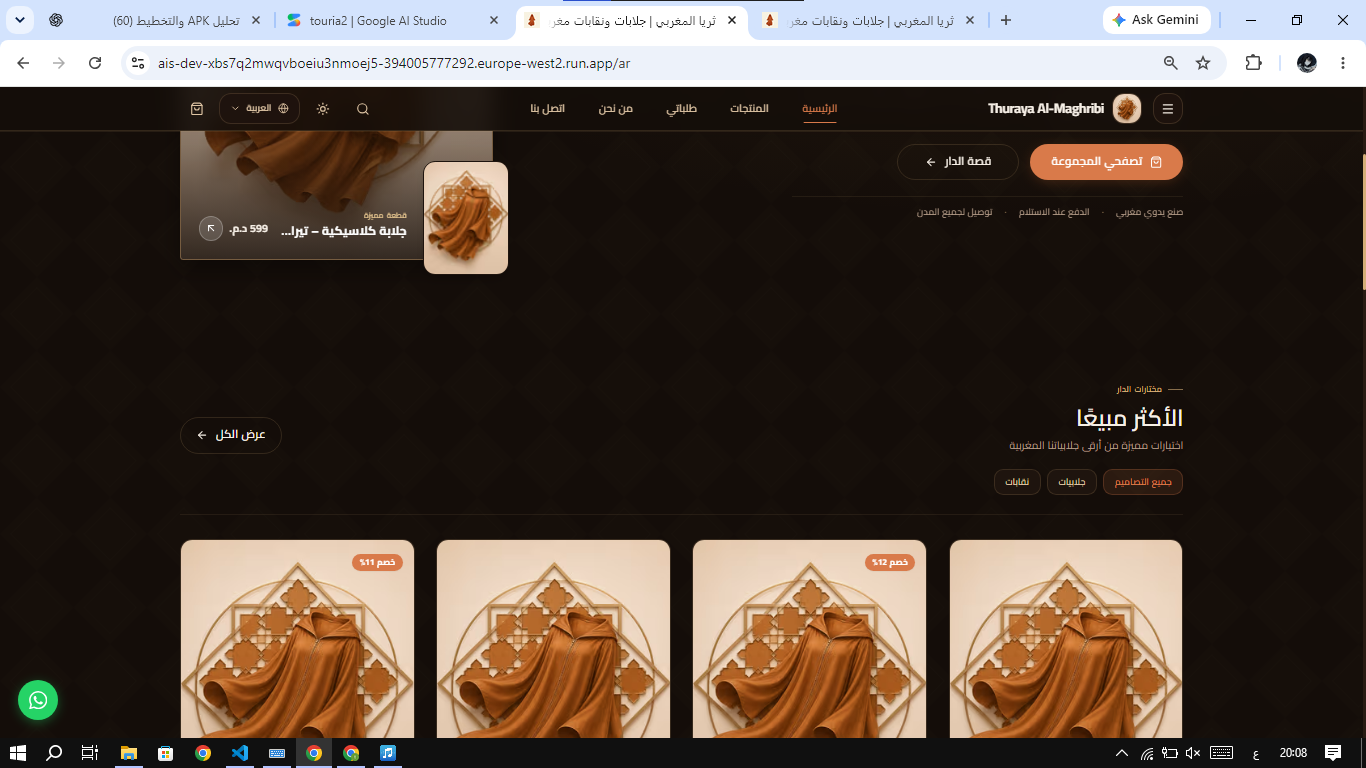 تحليل APK والتخطيط (60)
touria2 | Google AI Studio
ثريا المغربي | جلابات ونقابات مغر
ثريا المغربي | جلابات ونقابات مغر
Ask Gemini
ais-dev-xbs7q2mwqvboeiu3nmoej5-394005777292.europe-west2.run.app/ar
Thuraya Al-Maghribi
الرئيسية
المنتجات
طلباتي
من نحن
اتصل بنا
العربية
تصفحي المجموعة
قصة الدار
صنع يدوي مغربي · الدفع عند الاستلام · توصيل لجميع المدن
قطعة مميزة
جلابة كلاسيكية – تيرا...
599 د.م.
مختارات الدار
الأكثر مبيعًا
اختيارات مميزة من أرقى جلابياتنا المغربية
عرض الكل
جميع التصاميم
جلابيات
نقابات
خصم 12%
خصم 11%
ع
20:08